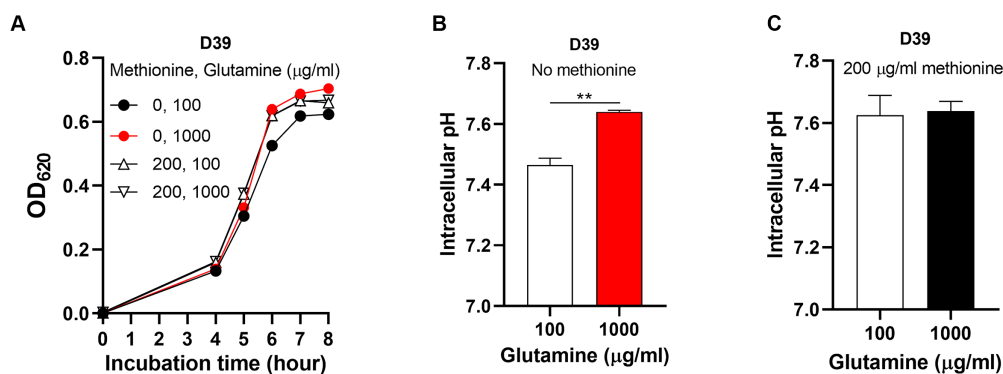 A
D39
Methionine, Glutamine (μg/ml)
0, 100
0, 1000
200, 100
200, 1000
OD620
0.8
0.6
0.4
0.2
0.0
0 1 2 3 4 5 6 7 8
Incubation time (hour)
B
D39
No methionine
**
Intracellular pH
7.8
7.6
7.4
7.2
7.0
100 1000
Glutamine (μg/ml)
C
D39
200 μg/ml methionine
Intracellular pH
7.8
7.6
7.4
7.2
7.0
100 1000
Glutamine (μg/ml)